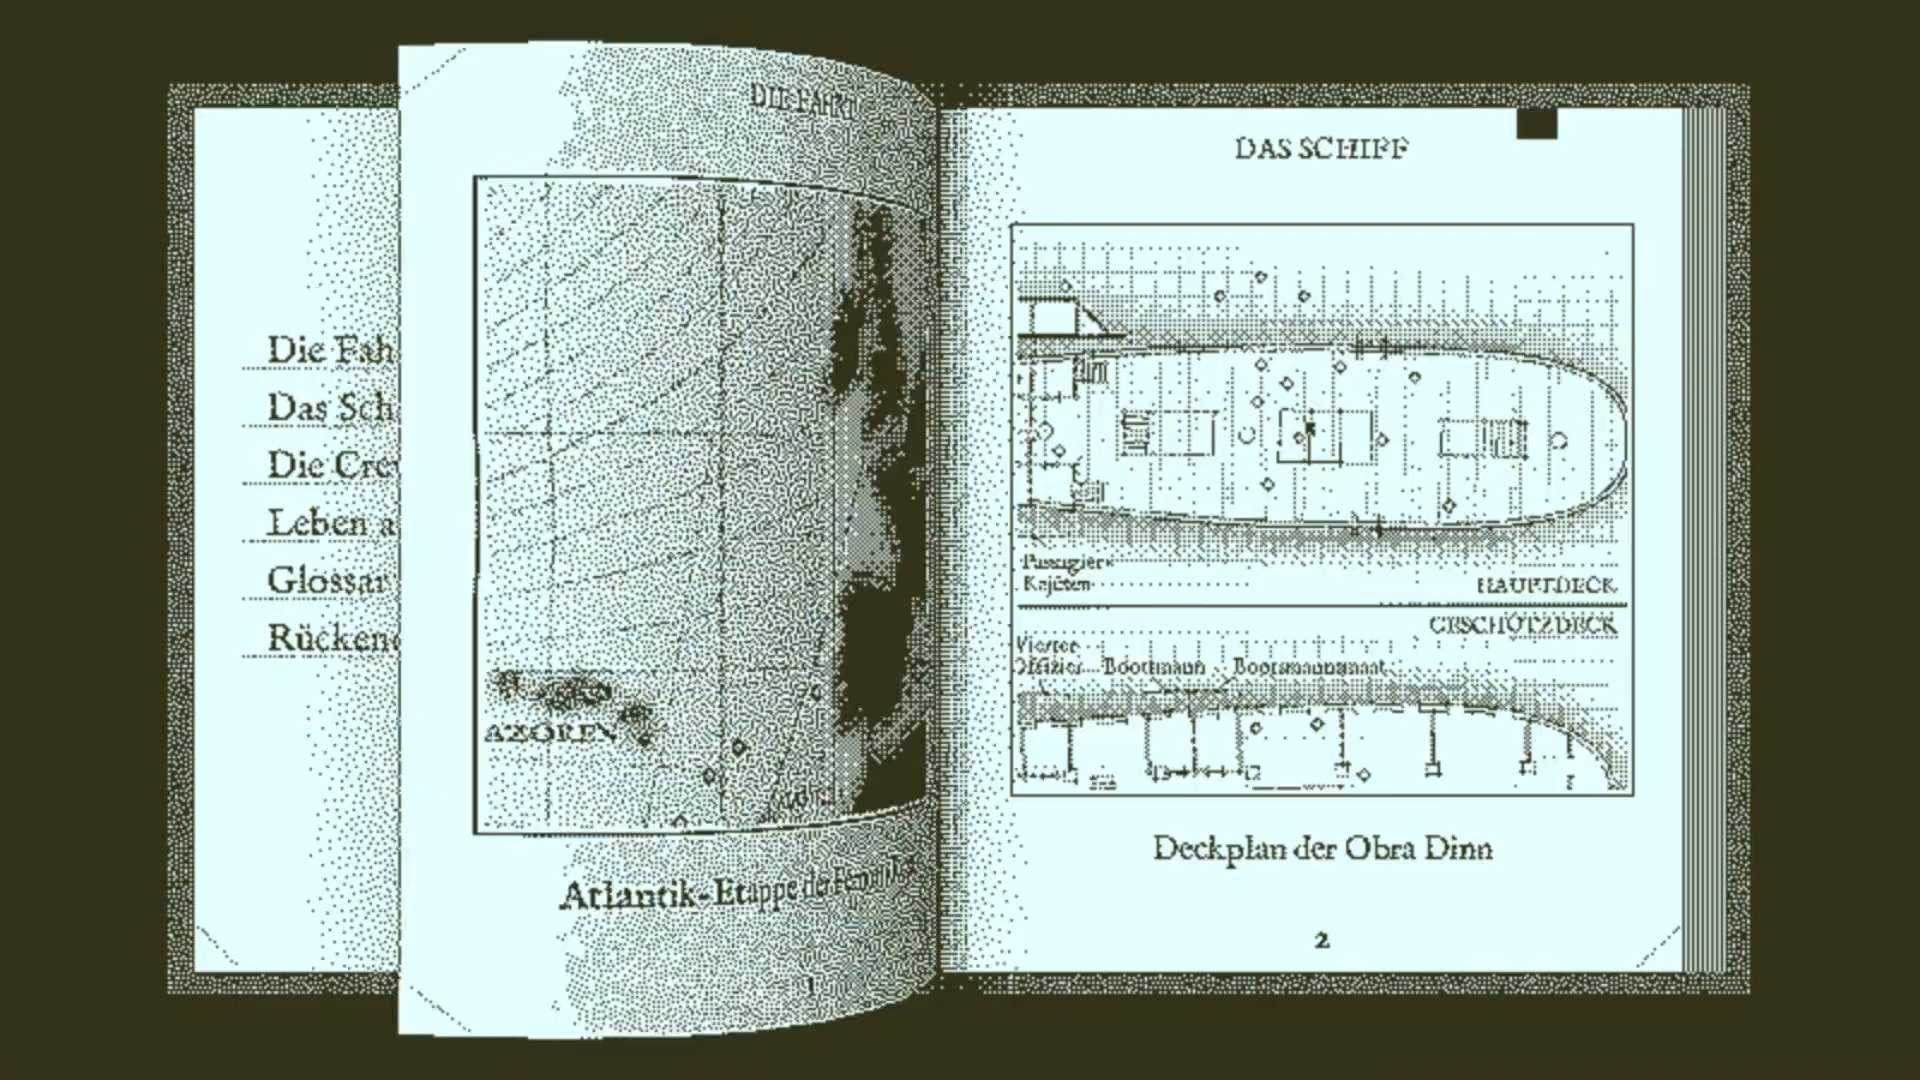 Die Fah
Das Sch
Die Cre
Leben a
Glossar
Rücken
DIE FAHRT
AZOREN
Atlantik-Etappe der
1
DAS SCHIFF
Passagier-
Kajüten
HAUPTDECK
GESCHÜTZDECK
Vierter
Offizier
Bootsmann
Bootsmannsmaat
Deckplan der Obra Dinn
2